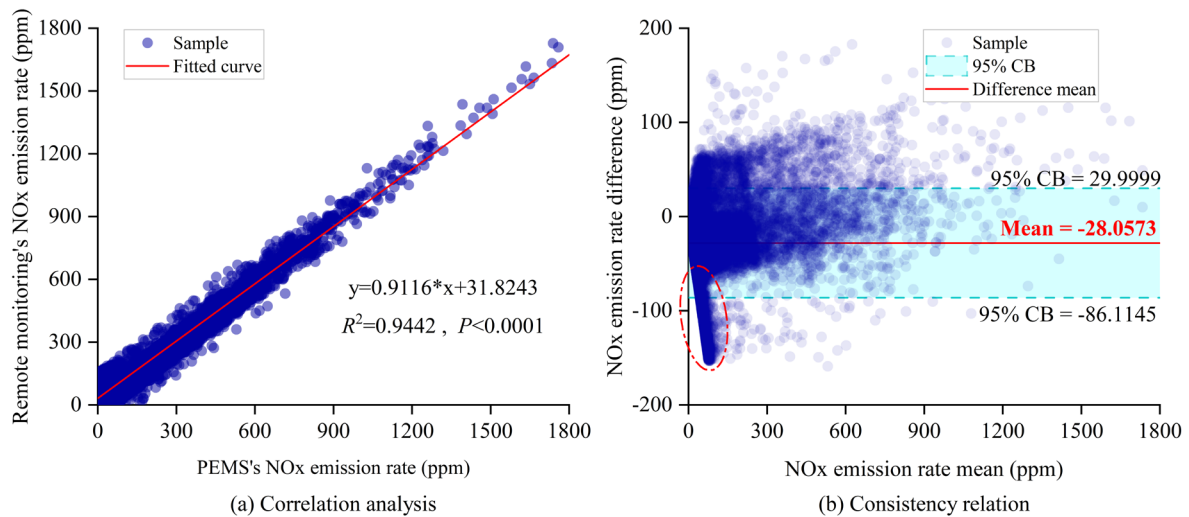 (a)
1800
1500
1200
900
600
300
0
Remote monitoring's NOx emission rate (ppm)
Sample
Fitted curve
y=0.9116*x+31.8243
R²=0.9442 , P<0.0001
0 300 600 900 1200 1500 1800
PEMS's NOx emission rate (ppm)
(a) Correlation analysis
(b)
200
100
0
-100
-200
NOx emission rate difference (ppm)
Sample
95% CB
Difference mean
95% CB = 29.9999
Mean = -28.0573
95% CB = -86.1145
0 300 600 900 1200 1500 1800
NOx emission rate mean (ppm)
(b) Consistency relation